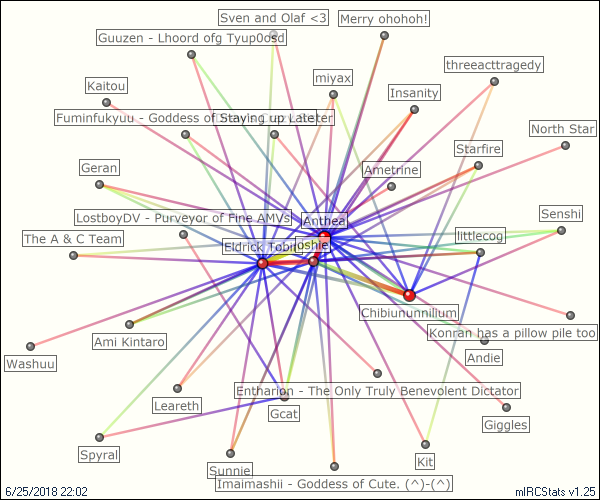 Sven and Olaf <3
Merry ohohoh!
Guuzen - Lhoord ofg Tyup0osd
threeacttragedy
miyax
Kaitou
Insanity
Fuminfukyuu - Goddess of Staying up Later
North Star
Starfire
Geran
Ametrine
LostboyDV - Purveyor of Fine AMVs
Anthea
Senshi
The A & C Team
Eldrick Tobin
oshie
littlecog
Chibiununnilum
Konran has a pillow pile too
Ami Kintaro
Andie
Washuu
Entharion - The Only Truly Benevolent Dictator
Leareth
Gcat
Giggles
Spyral
Sunnie
Kit
Imaimashii - Goddess of Cute. (^)-(^)
6/25/2018 22:02
mIRCStats v1.25